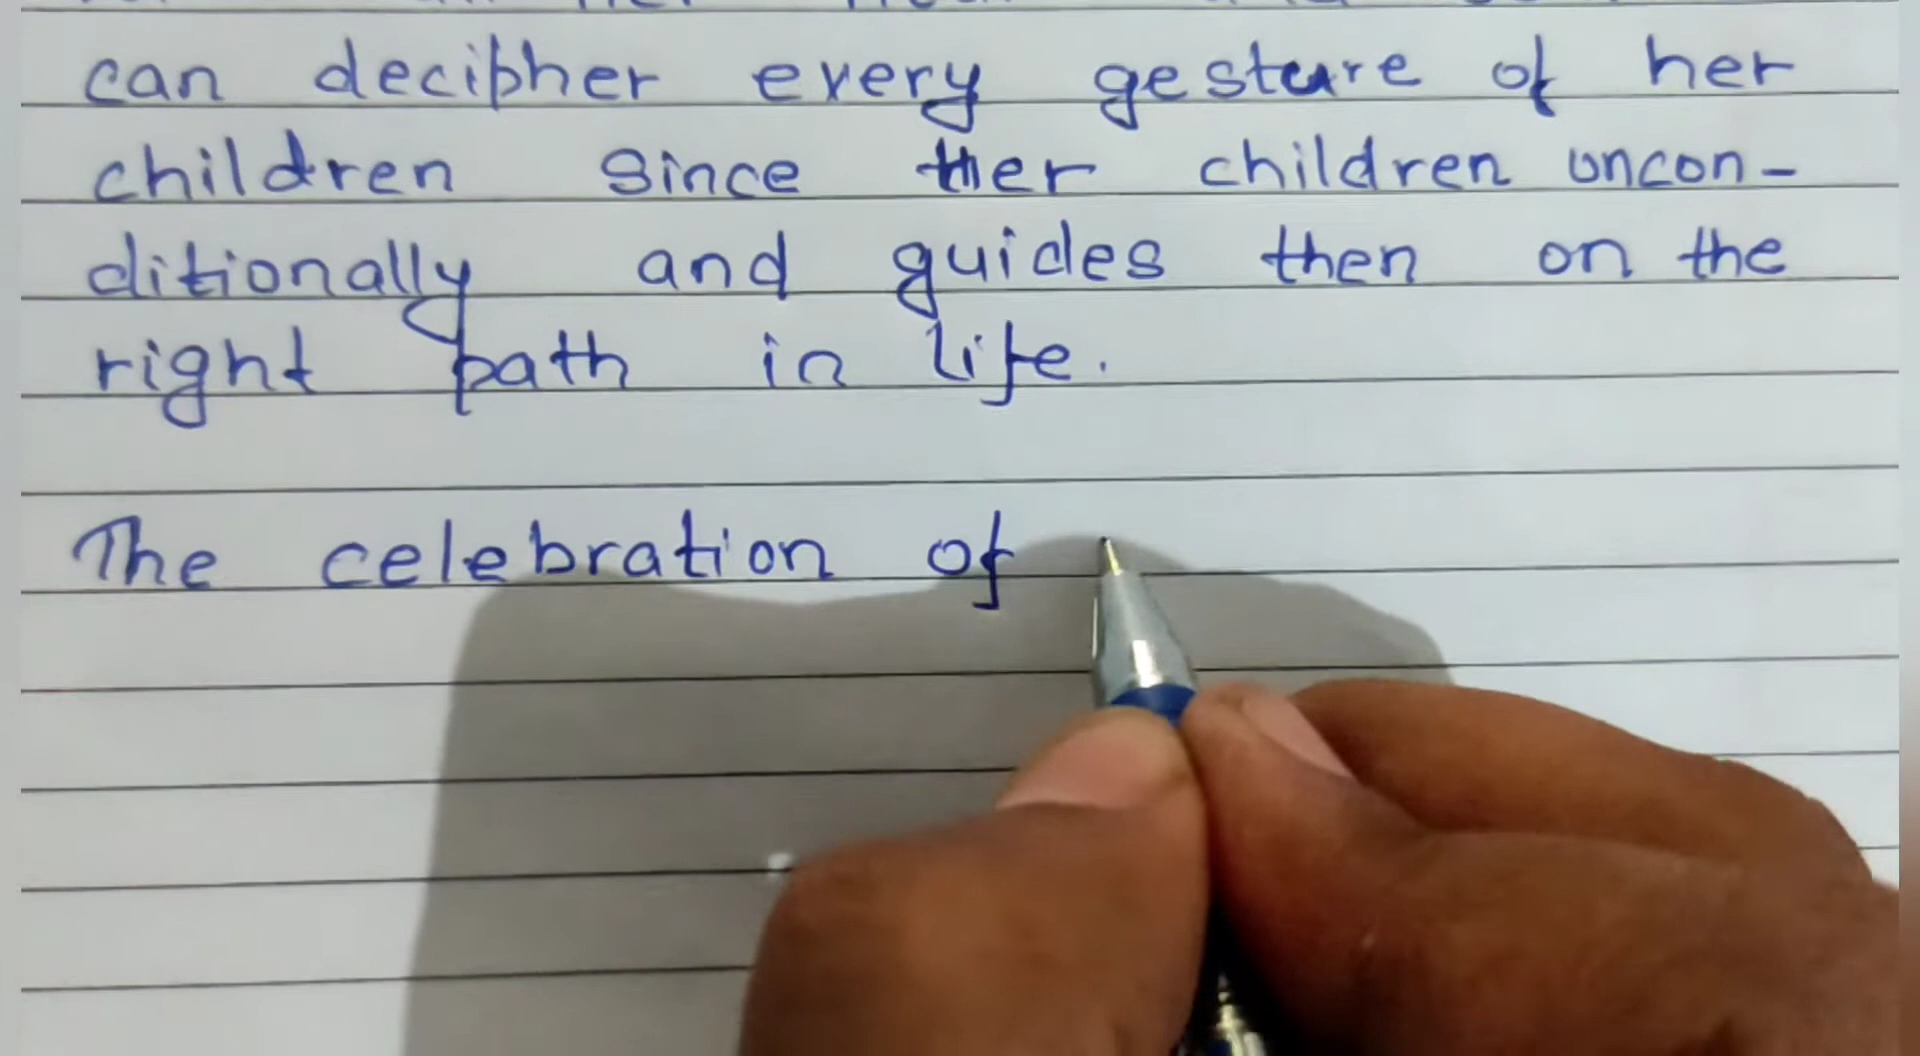 can decipher every gesture of her
children since ther children uncon-
ditionally and guides then on the
right path in life.
The celebration of